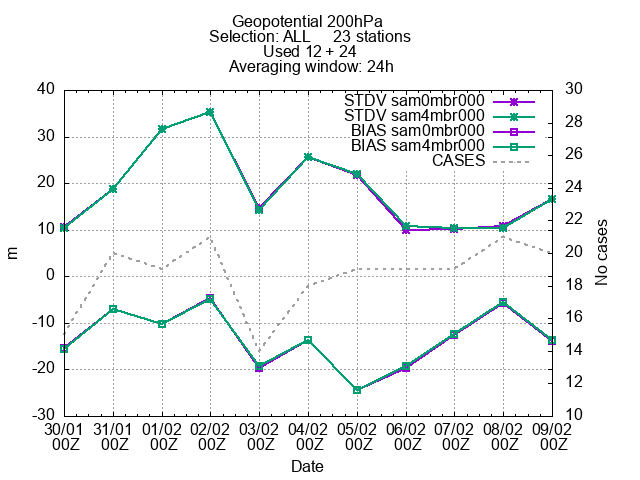 Geopotential 200hPa
Selection: ALL 23 stations
Used 12 + 24
Averaging window: 24h
40 30
30 28
20 26
10 24
0 22
-10 20
-20 18
-30 16
14
12
10
STDV sam0mbr000
STDV sam4mbr000
BIAS sam0mbr000
BIAS sam4mbr000
CASES
m
No cases
30/01 31/01 01/02 02/02 03/02 04/02 05/02 06/02 07/02 08/02 09/02
00Z 00Z 00Z 00Z 00Z 00Z 00Z 00Z 00Z 00Z 00Z
Date